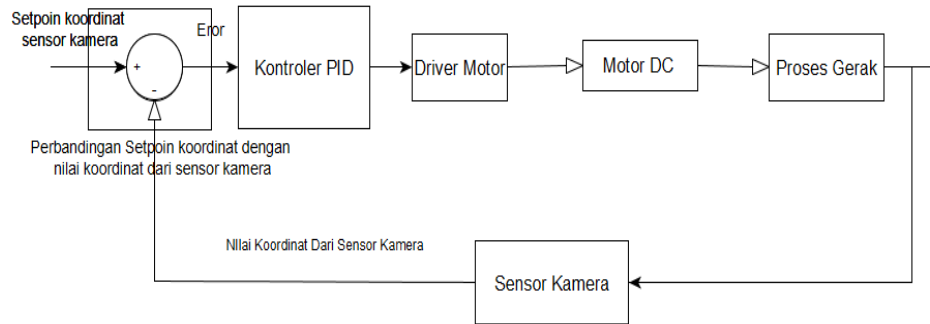 Setpoin koordinat
sensor kamera
Eror
+
-
Kontroler PID
Driver Motor
Motor DC
Proses Gerak
Perbandingan Setpoin koordinat dengan
nilai koordinat dari sensor kamera
NIlai Koordinat Dari Sensor Kamera
Sensor Kamera